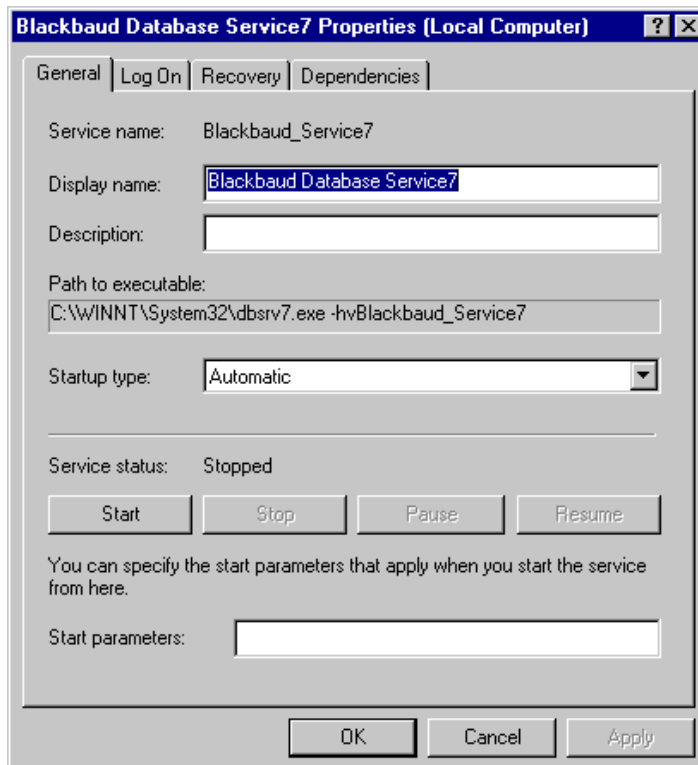 Blackbaud Database Service7 Properties (Local Computer)
General Log On Recovery Dependencies
Service name: Blackbaud_Service7
Display name: Blackbaud Database Service7
Description:
Path to executable:
C:\WINNT\System32\dbsrv7.exe -hvBlackbaud_Service7
Startup type: Automatic
Service status: Stopped
Start Stop Pause Resume
You can specify the start parameters that apply when you start the service
from here.
Start parameters:
OK Cancel Apply